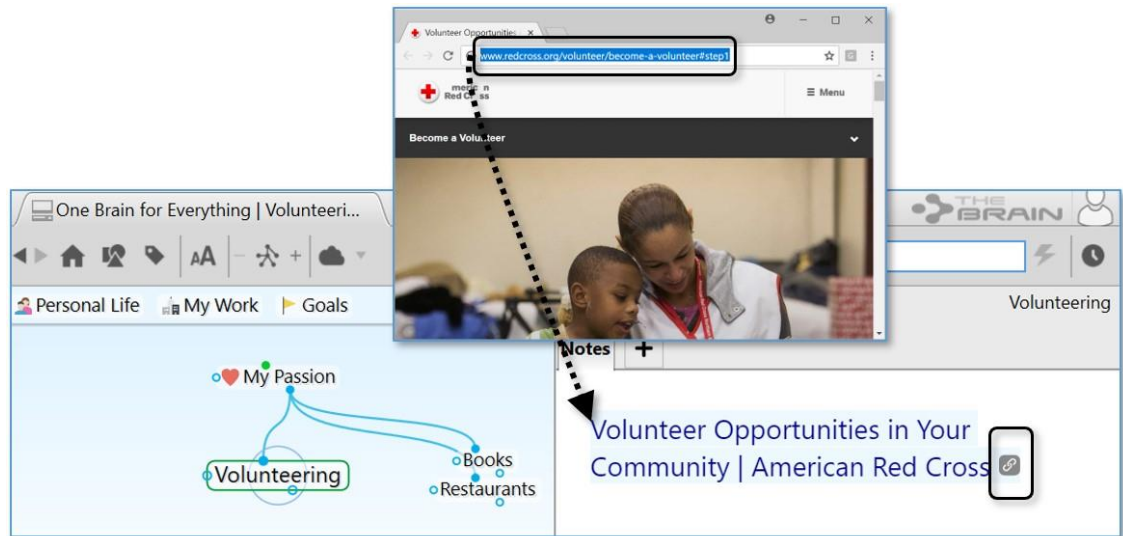 Volunteer Opportunities
www.redcross.org/volunteer/become-a-volunteer#step1
Red Cross
Menu
Become a Volunteer
One Brain for Everything | Volunteeri...
THE
BRAIN
AA
Personal Life My Work Goals
Volunteering
Notes +
My Passion
Volunteering
Books
Restaurants
Volunteer Opportunities in Your
Community | American Red Cross